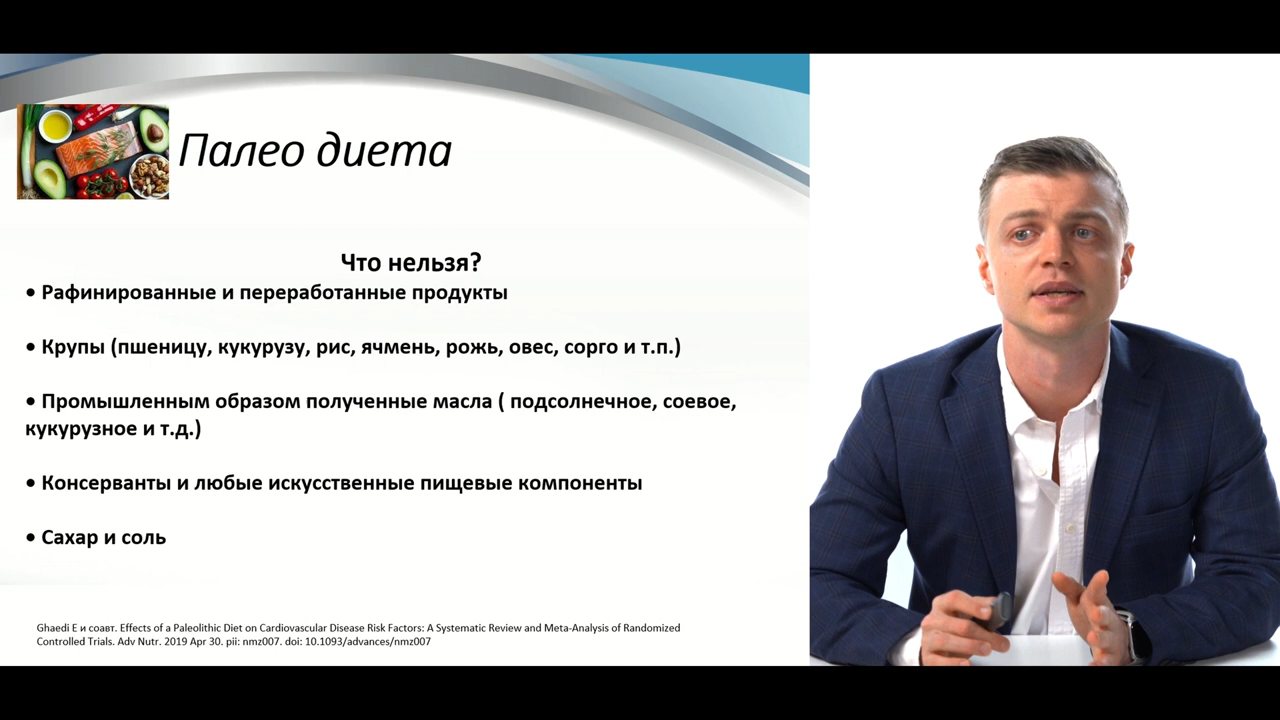 Палео диета
Что нельзя?
• Рафинированные и переработанные продукты
• Крупы (пшеницу, кукурузу, рис, ячмень, рожь, овес, сорго и т.п.)
• Промышленным образом полученные масла ( подсолнечное, соевое,
кукурузное и т.д.)
• Консерванты и любые искусственные пищевые компоненты
• Сахар и соль
Ghaedi E и соавт. Effects of a Paleolithic Diet on Cardiovascular Disease Risk Factors: A Systematic Review and Meta-Analysis of Randomized
Controlled Trials. Adv Nutr. 2019 Apr 30. pii: nmz007. doi: 10.1093/advances/nmz007